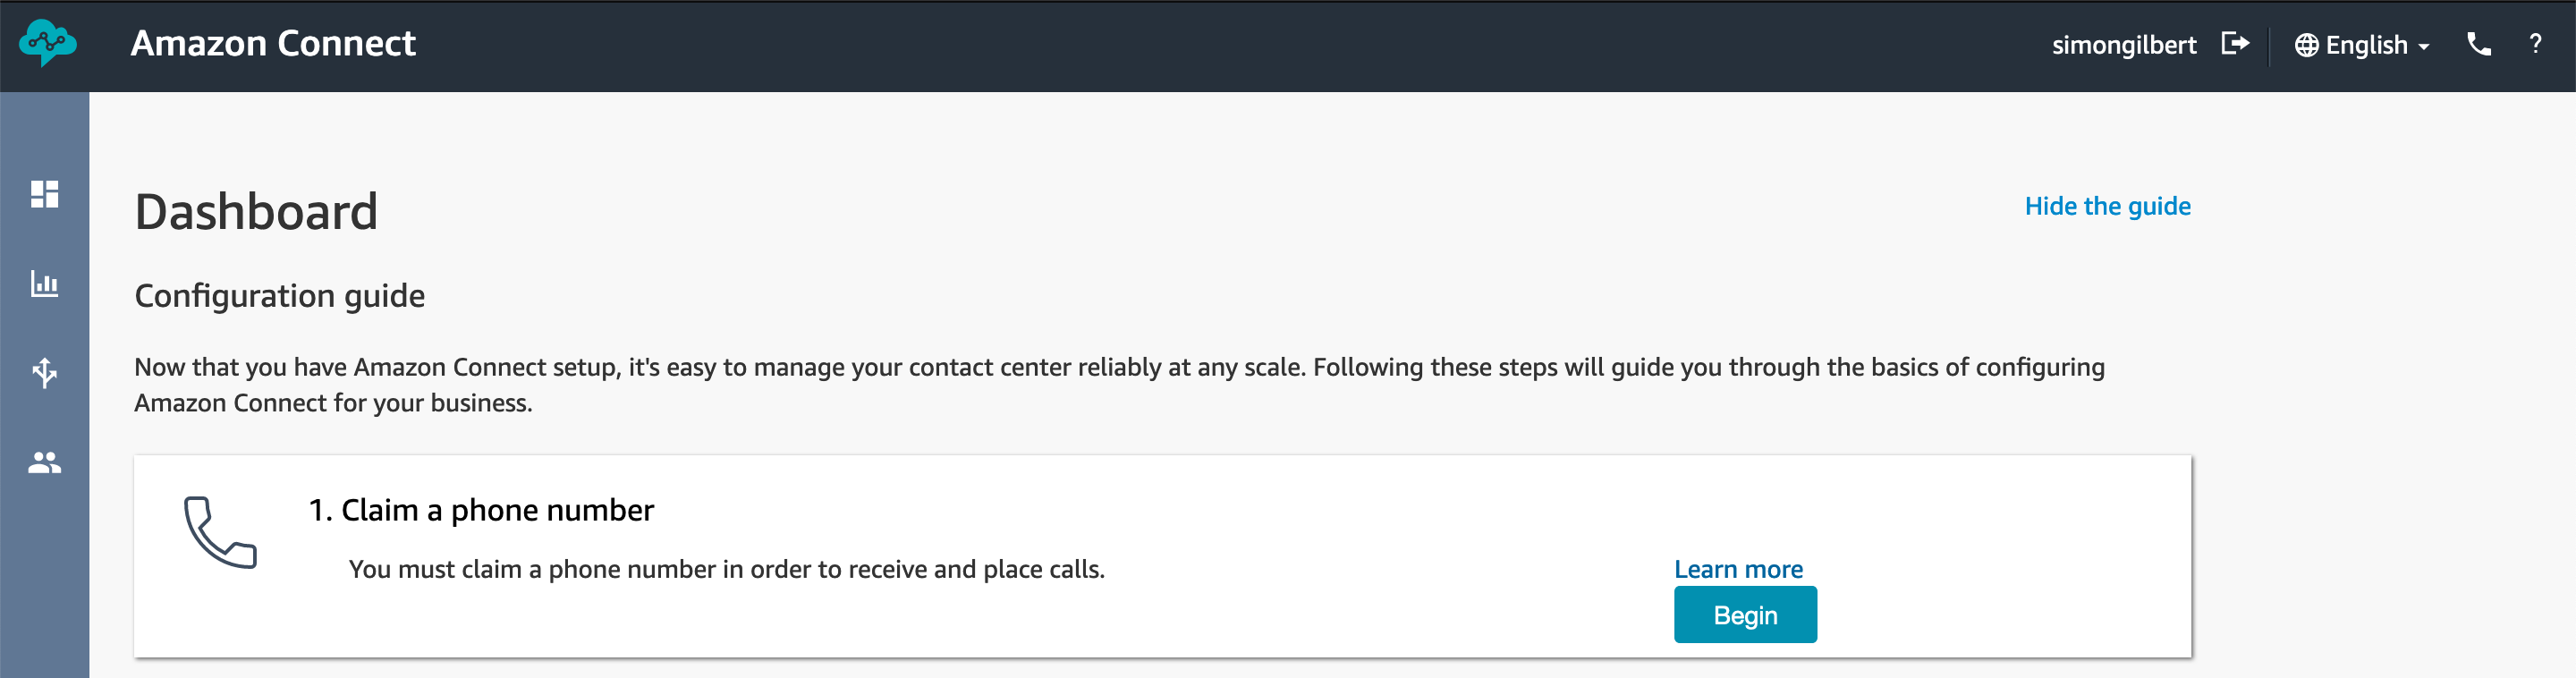 Amazon Connect
simongilbert
English
?
Dashboard
Hide the guide
Configuration guide
Now that you have Amazon Connect setup, it's easy to manage your contact center reliably at any scale. Following these steps will guide you through the basics of configuring
Amazon Connect for your business.
1. Claim a phone number
You must claim a phone number in order to receive and place calls.
Learn more
Begin